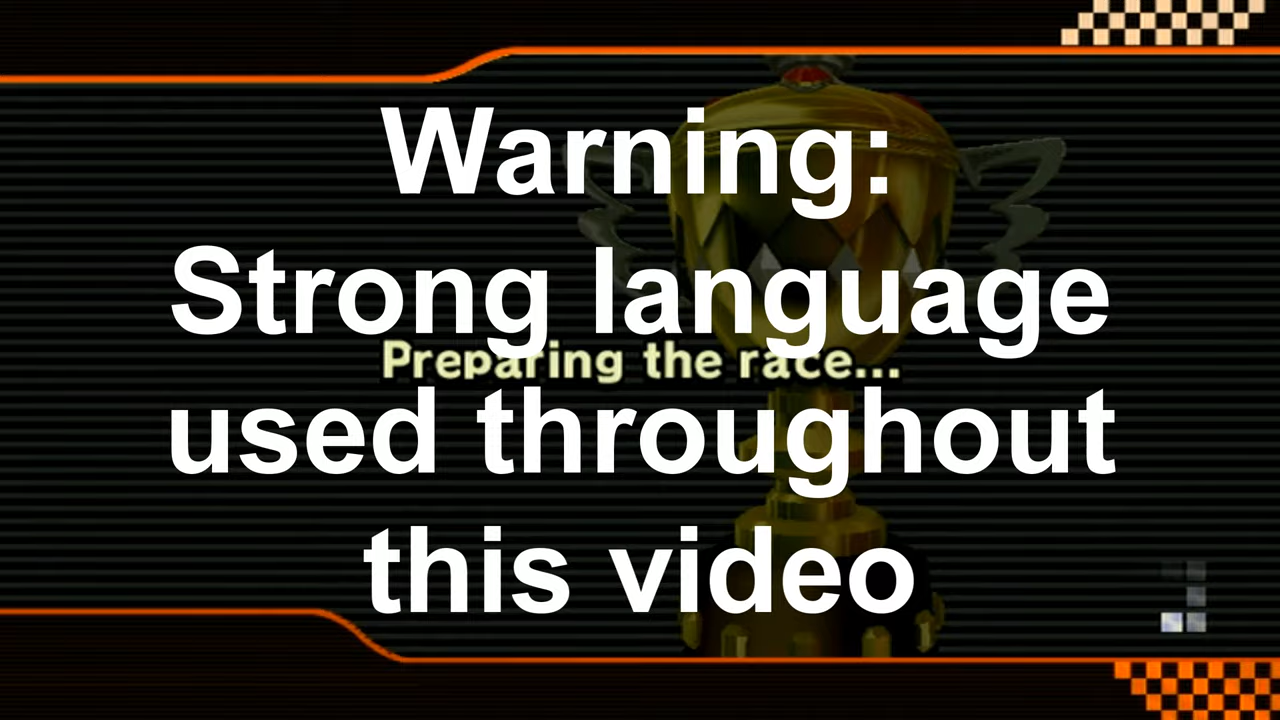 Warning:
Strong language
Preparing the race...
used throughout
this video